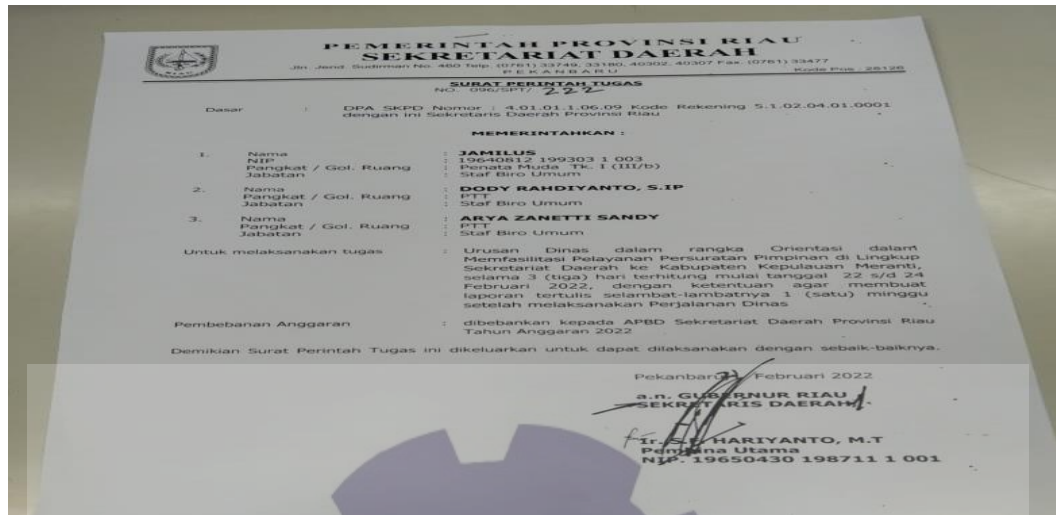 PEMERINTAH PROVINSI RIAU
SEKRETARIAT DAERAH
Jln. Jend. Sudirman No. 460 Telp. (0761) 33749, 33180, 40302, 40307 Fax. (0761) 33477
PEKANBARU
Kode Pos : 28126
RIAU
SURAT PERINTAH TUGAS
NO. 096/SPT/ 222
Dasar : DPA SKPD Nomor : 4.01.01.1.06.09 Kode Rekening 5.1.02.04.01.0001
dengan ini Sekretaris Daerah Provinsi Riau
MEMERINTAHKAN :
1. Nama : JAMILUS
NIP : 19640812 199303 1 003
Pangkat / Gol. Ruang : Penata Muda Tk. I (III/b)
Jabatan : Staf Biro Umum
2. Nama : DODY RAHDIYANTO, S.IP
Pangkat / Gol. Ruang : PTT
Jabatan : Staf Biro Umum
3. Nama : ARYA ZANETTI SANDY
Pangkat / Gol. Ruang : PTT
Jabatan : Staf Biro Umum
Untuk melaksanakan tugas : Urusan Dinas dalam rangka Orientasi dalam
Memfasilitasi Pelayanan Persuratan Pimpinan di Lingkup
Sekretariat Daerah ke Kabupaten Kepulauan Meranti,
selama 3 (tiga) hari terhitung mulai tanggal 22 s/d 24
Februari 2022, dengan ketentuan agar membuat
laporan tertulis selambat-lambatnya 1 (satu) minggu
setelah melaksanakan Perjalanan Dinas
Pembebanan Anggaran : dibebankan kepada APBD Sekretariat Daerah Provinsi Riau
Tahun Anggaran 2022
Demikian Surat Perintah Tugas ini dikeluarkan untuk dapat dilaksanakan dengan sebaik-baiknya.
Pekanbaru, Februari 2022
a.n. GUBERNUR RIAU
SEKRETARIS DAERAH
Ir. S.F. HARIYANTO, M.T
Pembina Utama
NIP. 19650430 198711 1 001